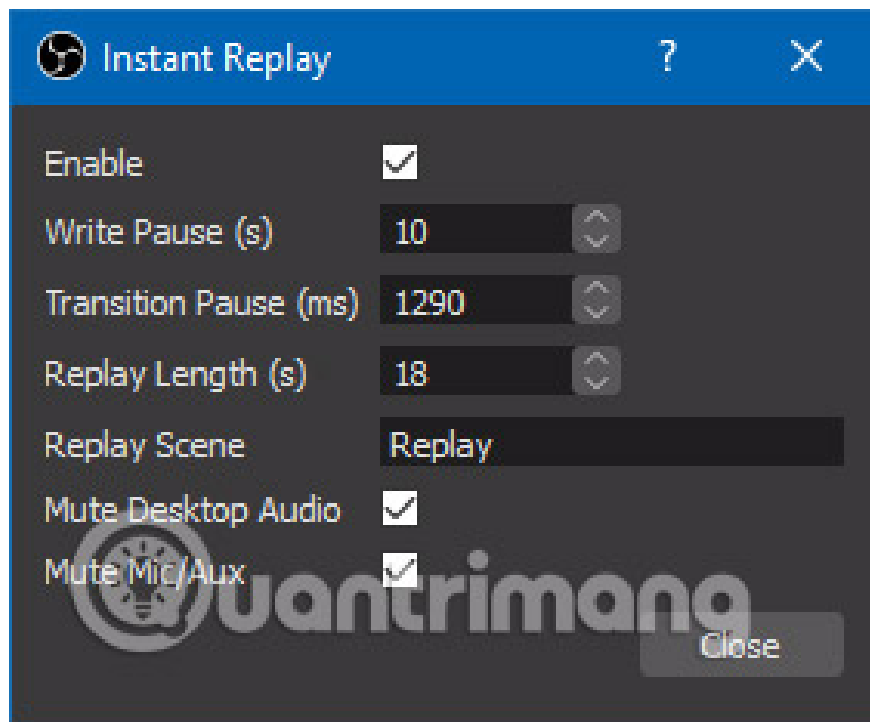 Instant Replay ?
Enable
Write Pause (s) 10
Transition Pause (ms) 1290
Replay Length (s) 18
Replay Scene Replay
Mute Desktop Audio
Mute Mic/Aux
Quantrimang
Close